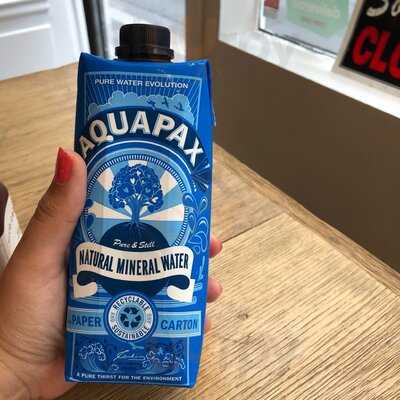 PURE WATER EVOLUTION
AQUAPAX
Pure & Still
NATURAL MINERAL WATER
PAPER
RECYCLABLE
SUSTAINABLE
CARTON
A PURE THIRST FOR THE ENVIRONMENT
CLO